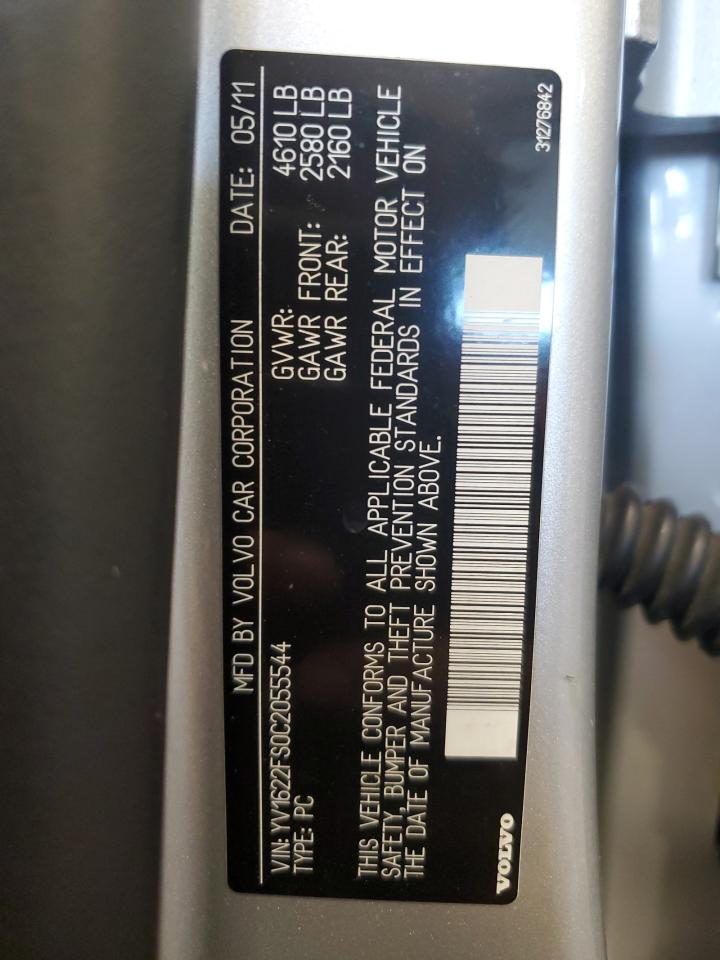 MFD BY VOLVO CAR CORPORATION DATE: 05/11
VIN: YV1622FS0C2055544 GVWR: 4610 LB
TYPE: PC GAWR FRONT: 2580 LB
GAWR REAR: 2160 LB
THIS VEHICLE CONFORMS TO ALL APPLICABLE FEDERAL MOTOR VEHICLE
SAFETY, BUMPER AND THEFT PREVENTION STANDARDS IN EFFECT ON
THE DATE OF MANUFACTURE SHOWN ABOVE.
VOLVO 31276842